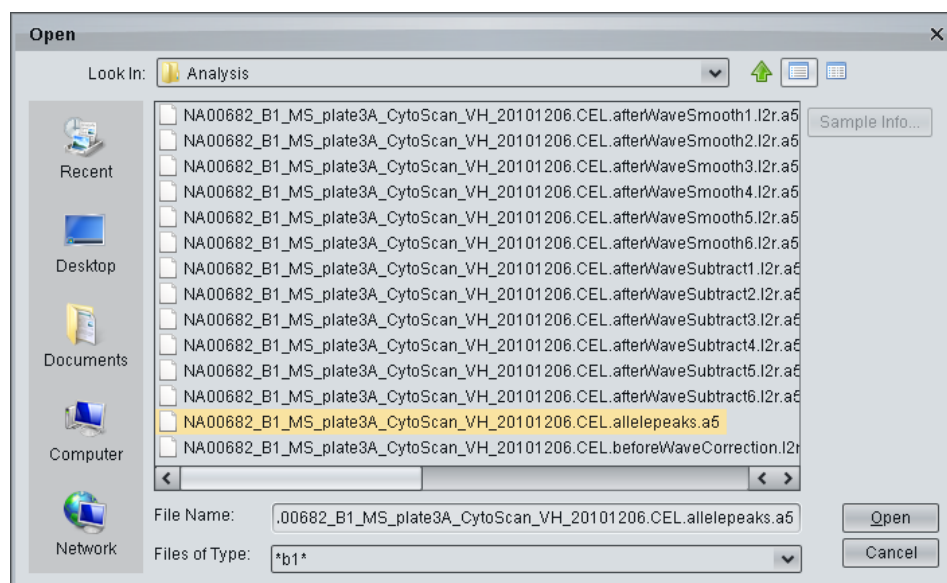 Open
Look In: Analysis
NA00682_B1_MS_plate3A_CytoScan_VH_20101206.CEL.afterWaveSmooth1.l2r.a5
Sample Info...
NA00682_B1_MS_plate3A_CytoScan_VH_20101206.CEL.afterWaveSmooth2.l2r.a5
NA00682_B1_MS_plate3A_CytoScan_VH_20101206.CEL.afterWaveSmooth3.l2r.a5
NA00682_B1_MS_plate3A_CytoScan_VH_20101206.CEL.afterWaveSmooth4.l2r.a5
NA00682_B1_MS_plate3A_CytoScan_VH_20101206.CEL.afterWaveSmooth5.l2r.a5
NA00682_B1_MS_plate3A_CytoScan_VH_20101206.CEL.afterWaveSmooth6.l2r.a5
NA00682_B1_MS_plate3A_CytoScan_VH_20101206.CEL.afterWaveSubtract1.l2r.a5
NA00682_B1_MS_plate3A_CytoScan_VH_20101206.CEL.afterWaveSubtract2.l2r.a5
NA00682_B1_MS_plate3A_CytoScan_VH_20101206.CEL.afterWaveSubtract3.l2r.a5
NA00682_B1_MS_plate3A_CytoScan_VH_20101206.CEL.afterWaveSubtract4.l2r.a5
NA00682_B1_MS_plate3A_CytoScan_VH_20101206.CEL.afterWaveSubtract5.l2r.a5
NA00682_B1_MS_plate3A_CytoScan_VH_20101206.CEL.afterWaveSubtract6.l2r.a5
NA00682_B1_MS_plate3A_CytoScan_VH_20101206.CEL.allelepeaks.a5
NA00682_B1_MS_plate3A_CytoScan_VH_20101206.CEL.beforeWaveCorrection.l2r
Recent
Desktop
Documents
Computer
Network
File Name: .00682_B1_MS_plate3A_CytoScan_VH_20101206.CEL.allelepeaks.a5
Open
Files of Type: *b1*
Cancel